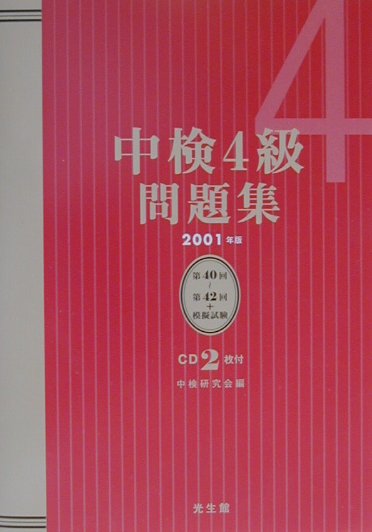 4
中検4級
問題集
2001年版
第40回
~
第42回
+
模擬試験
CD2枚付
中検研究会編
光生館